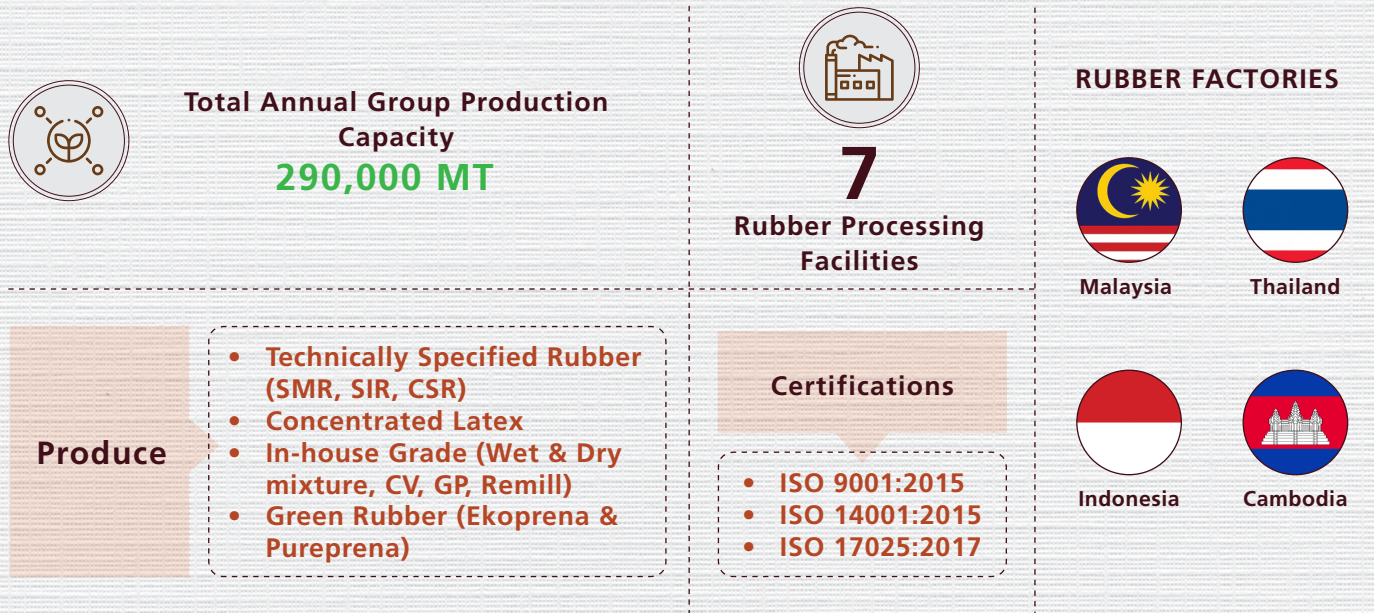 Total Annual Group Production
Capacity
290,000 MT
7
Rubber Processing
Facilities
RUBBER FACTORIES
Malaysia
Thailand
Indonesia
Cambodia
Produce
• Technically Specified Rubber
(SMR, SIR, CSR)
• Concentrated Latex
• In-house Grade (Wet & Dry
mixture, CV, GP, Remill)
• Green Rubber (Ekoprena &
Pureprena)
Certifications
• ISO 9001:2015
• ISO 14001:2015
• ISO 17025:2017